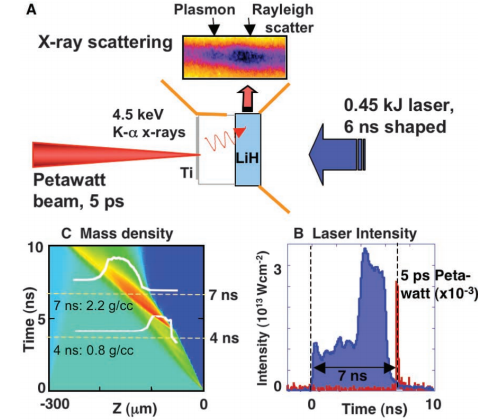 A
Plasmon Rayleigh
scatter
X-ray scattering
4.5 keV
K-α x-rays
0.45 kJ laser,
6 ns shaped
LiH
Ti
Petawatt
beam, 5 ps
C Mass density
10
Time (ns)
5
0
7 ns: 2.2 g/cc
7 ns
4 ns: 0.8 g/cc
4 ns
-300 Z (μm) 0
B Laser Intensity
Intensity (10¹³ Wcm⁻²)
3
0
5 ps Peta-
watt (x10⁻³)
7 ns
0 Time (ns) 10